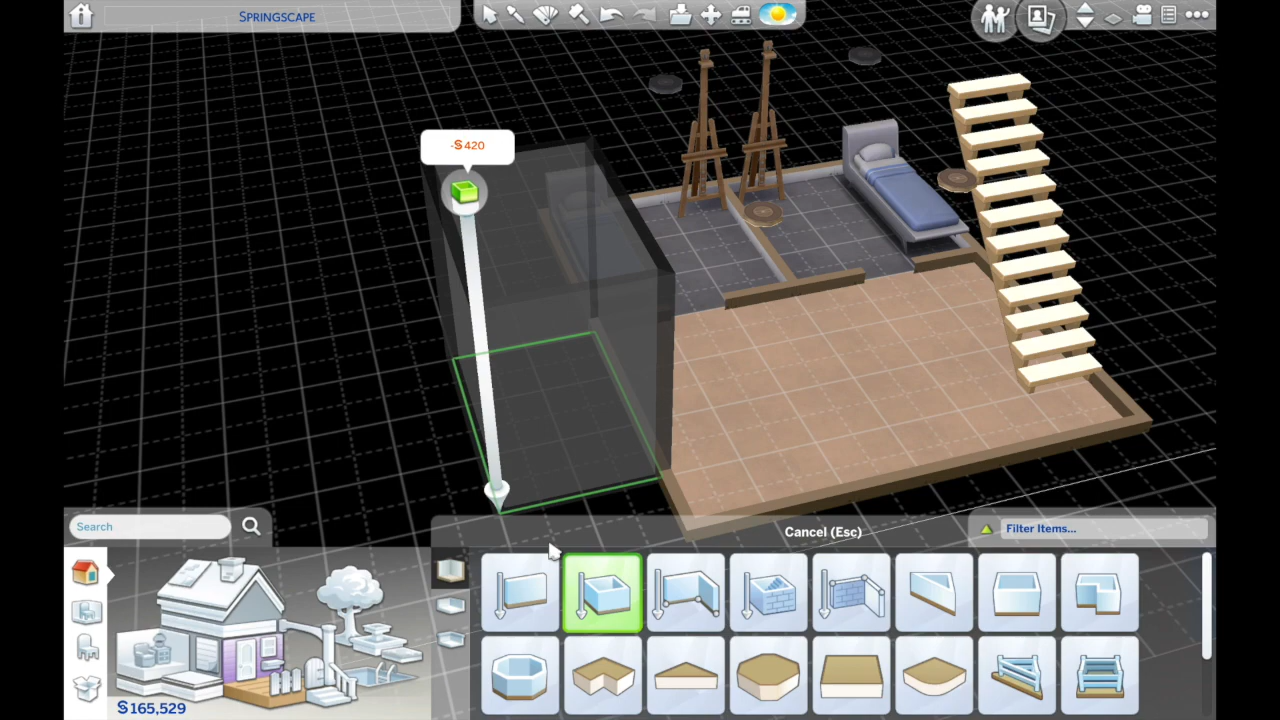 SPRINGSCAPE
-§420
Cancel (Esc)
Search
Filter Items...
§165,529